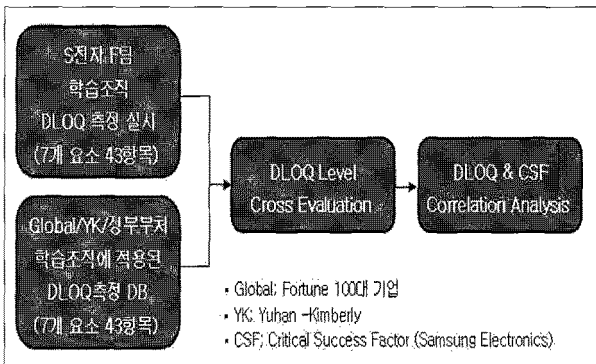 S전자 F팀
학습조직
DLOQ 측정 실시
(7개 요소 43항목)
Global/YK/정부부처
학습조직에 적용된
DLOQ측정 DB
(7개 요소 43항목)
DLOQ Level
Cross Evaluation
DLOQ & CSF
Correlation Analysis
• Global; Fortune 100대 기업
• YK; Yuhan -Kimberly
• CSF; Critical Success Factor (Samsung Electronics)